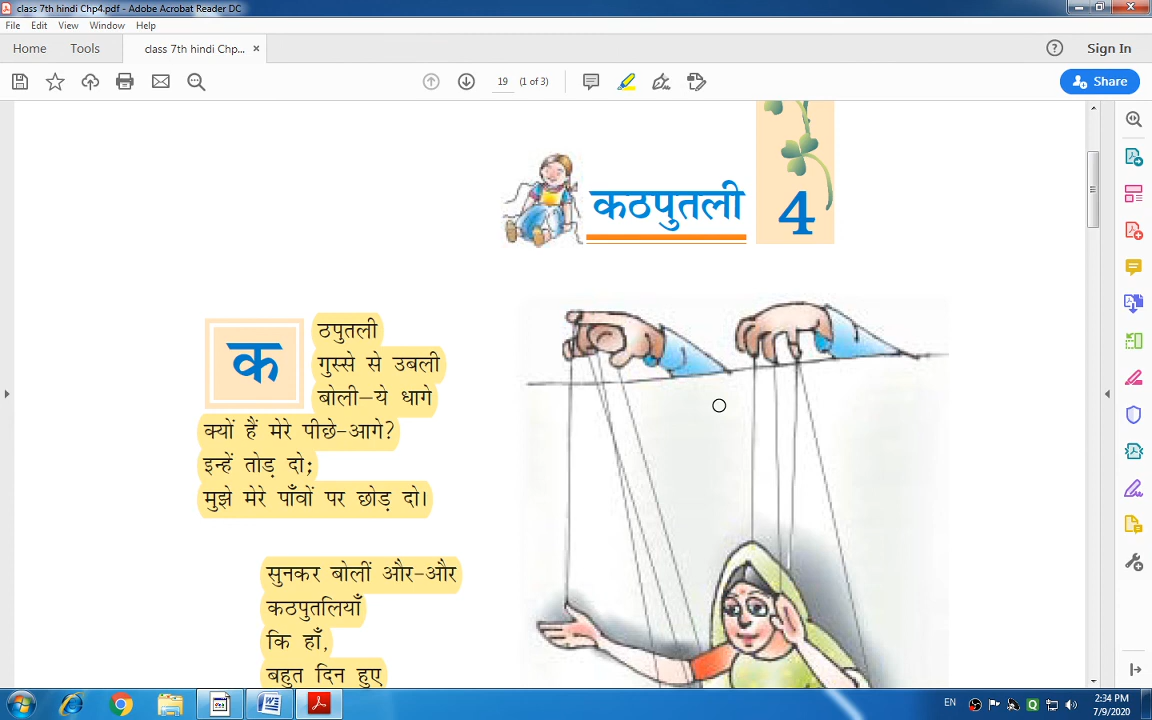 class 7th hindi Chp4.pdf - Adobe Acrobat Reader DC
File Edit View Window Help
Home Tools class 7th hindi Chp... × Sign In
19 (1 of 3) Share
कठपुतली 4
क
ठपुतली
गुस्से से उबली
बोली–ये धागे
क्यों हैं मेरे पीछे-आगे?
इन्हें तोड़ दो;
मुझे मेरे पाँवों पर छोड़ दो।
सुनकर बोलीं और-और
कठपुतलियाँ
कि हाँ,
बहुत दिन हुए
EN 2:34 PM
7/9/2020